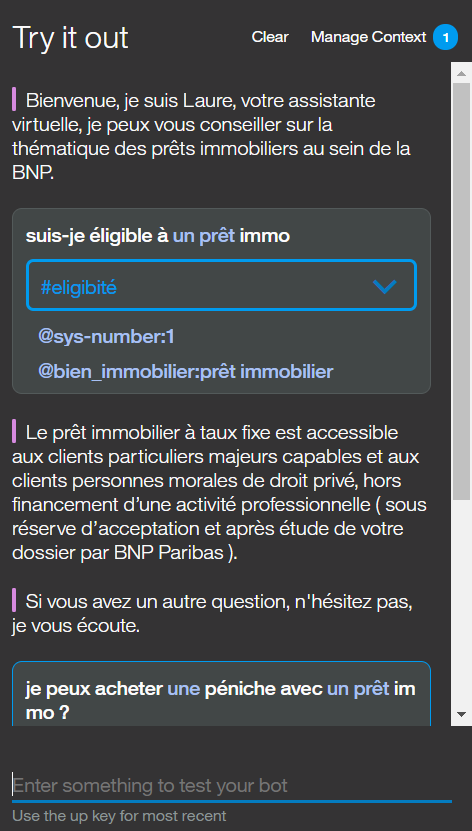 Try it out
Clear
Manage Context
1
Bienvenue, je suis Laure, votre assistante
virtuelle, je peux vous conseiller sur la
thématique des prêts immobiliers au sein de la
BNP.
suis-je éligible à un prêt immo
#eligibité
@sys-number:1
@bien_immobilier:prêt immobilier
Le prêt immobilier à taux fixe est accessible
aux clients particuliers majeurs capables et aux
clients personnes morales de droit privé, hors
financement d'une activité professionnelle ( sous
réserve d'acceptation et après étude de votre
dossier par BNP Paribas ).
Si vous avez un autre question, n'hésitez pas,
je vous écoute.
je peux acheter une péniche avec un prêt im
mo ?
Enter something to test your bot
Use the up key for most recent